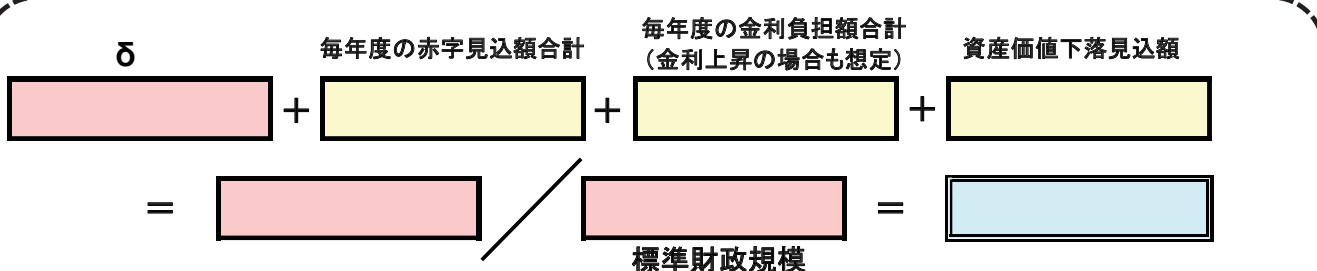 δ
毎年度の赤字見込額合計
毎年度の金利負担額合計
（金利上昇の場合も想定）
資産価値下落見込額
＋
＋
＋
＝
／
＝
標準財政規模